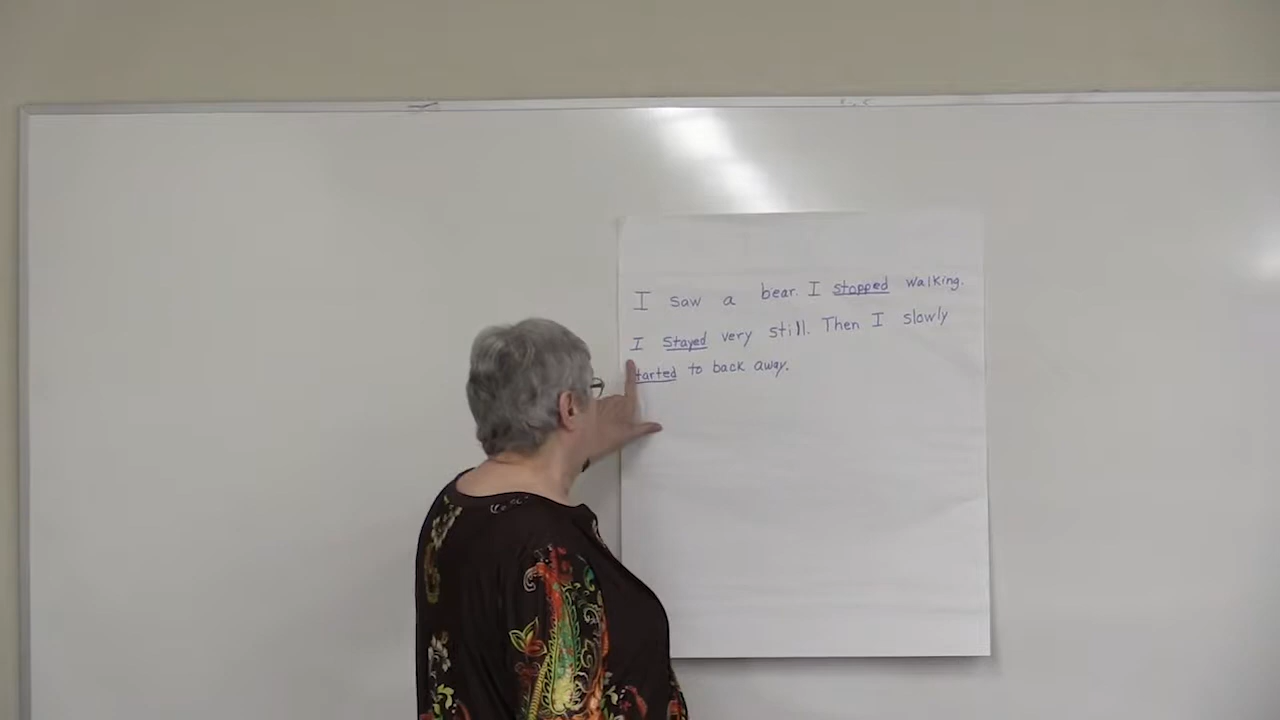 I saw a bear. I stopped walking.
I stayed very still. Then I slowly
tarted to back away.